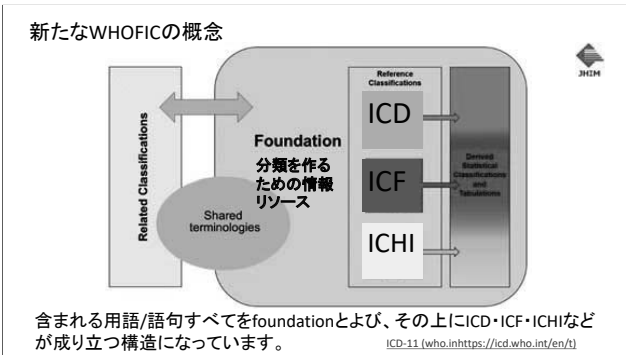 新たなWHOFICの概念
JHIM
Related Classifications
Shared
terminologies
Foundation
分類を作る
ための情報
リソース
Reference
Classifications
ICD
ICF
ICHI
Derived
Statistical
Classifications
and
Tabulations
含まれる用語/語句すべてをfoundationとよび、その上にICD・ICF・ICHIなど
が成り立つ構造になっています。
ICD-11 (who.inhttps://icd.who.int/en/t)